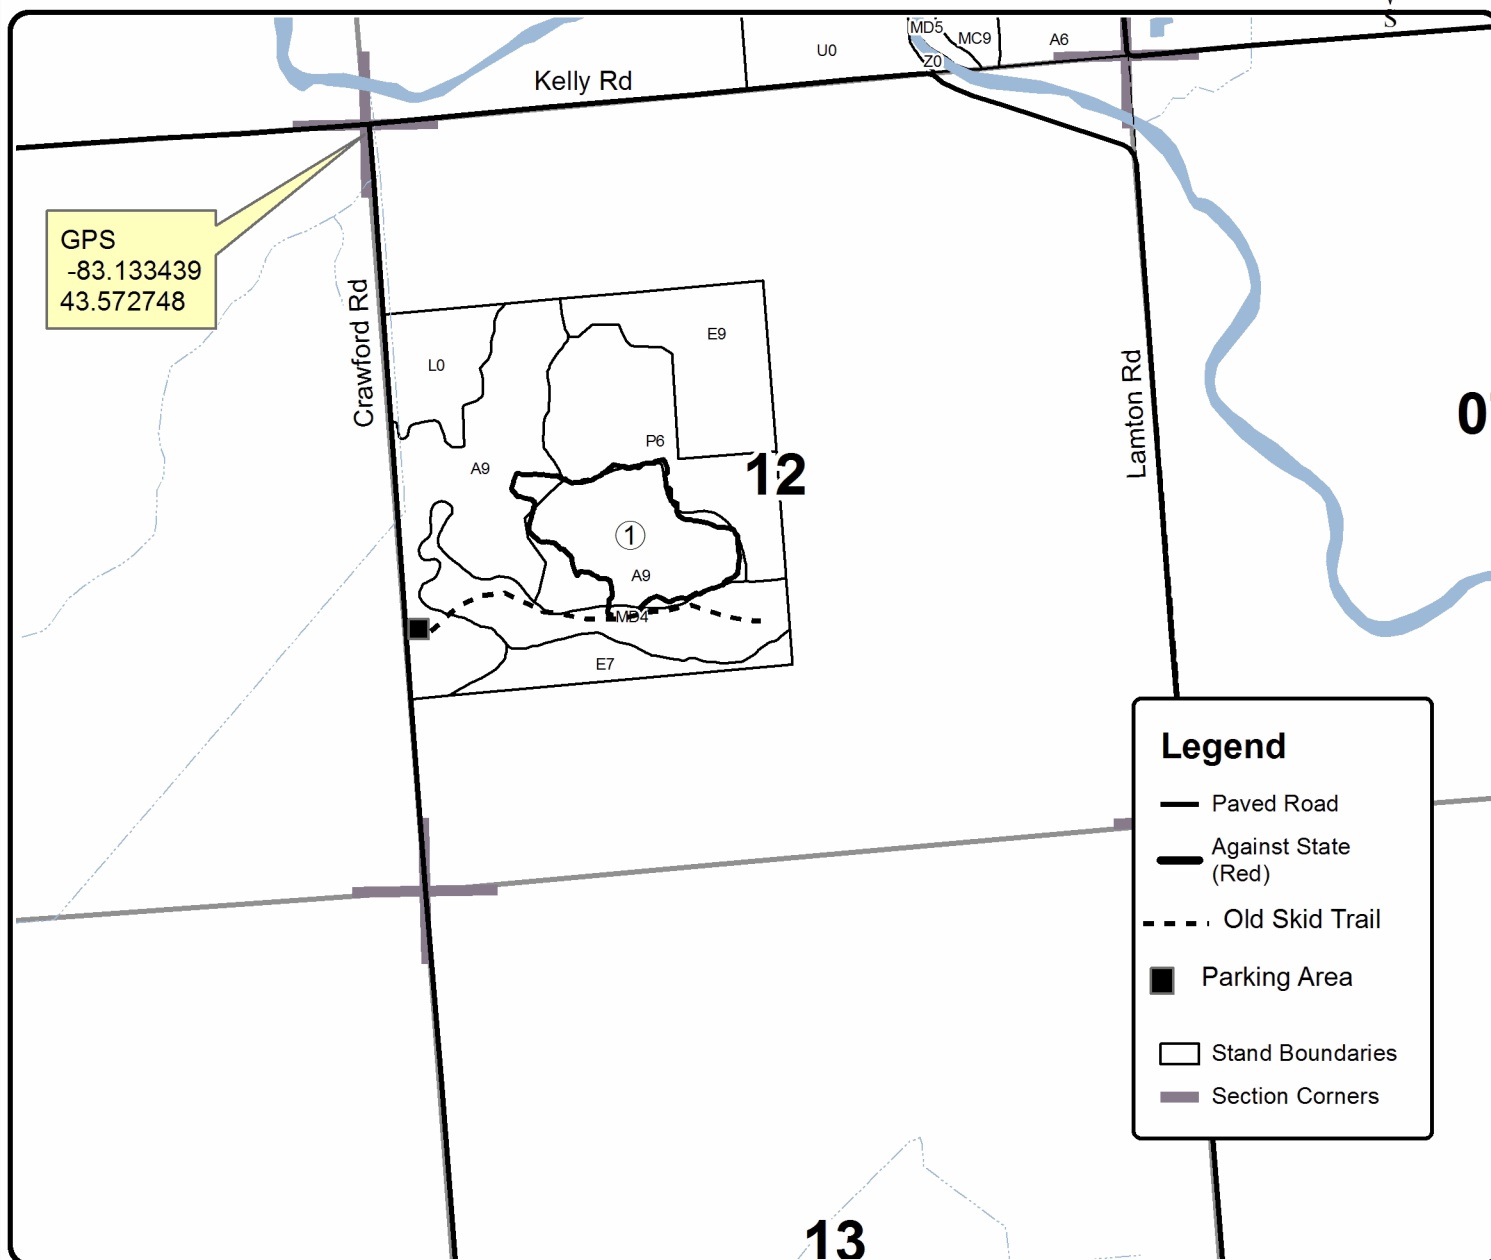 S
MD5
MC9
A6
U0
Z0
Kelly Rd
GPS
-83.133439
43.572748
Crawford Rd
E9
L0
Lamton Rd
0
P6
A9
12
1
A9
MD4
E7
Legend
Paved Road
Against State
(Red)
Old Skid Trail
Parking Area
Stand Boundaries
Section Corners
13